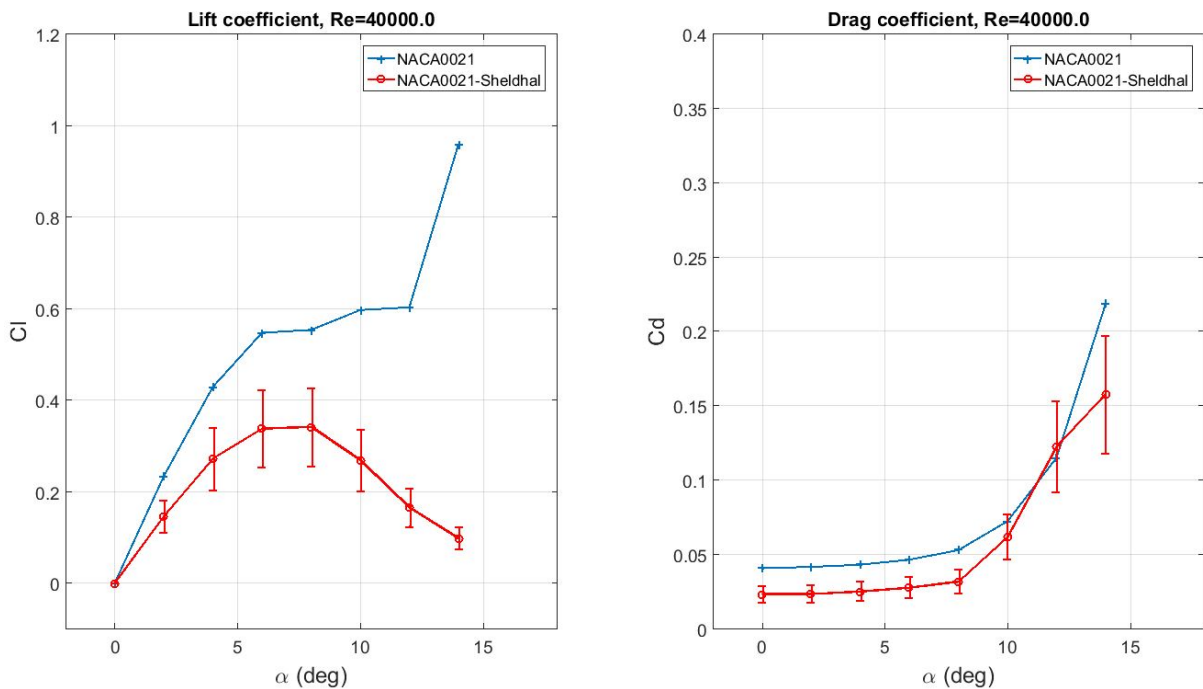 Lift coefficient, Re=40000.0
1.2
1
0.8
0.6
0.4
0.2
0
Cl
NACA0021
NACA0021-Sheldhal
0
5
10
15
α (deg)
Drag coefficient, Re=40000.0
0.4
0.35
0.3
0.25
0.2
0.15
0.1
0.05
0
Cd
NACA0021
NACA0021-Sheldhal
0
5
10
15
α (deg)